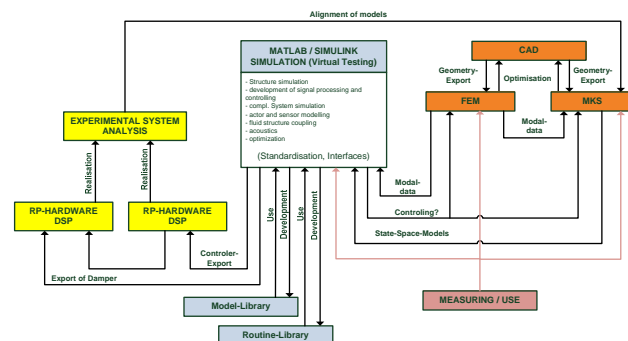 Alignment of models
MATLAB / SIMULINK
SIMULATION (Virtual Testing)
- Structure simulation
- development of signal processing and
controlling
- compl. System simulation
- actor and sensor modelling
- fluid structure coupling
- acoustics
- optimization
(Standardisation, Interfaces)
CAD
Geometry-
Export
Optimisation
Geometry-
Export
FEM
MKS
Modal-
data
EXPERIMENTAL SYSTEM
ANALYSIS
Realisation
Realisation
RP-HARDWARE
DSP
RP-HARDWARE
DSP
Modal-
data
Controling?
State-Space-Models
Use
Development
Use
Development
Controler-
Export
Export of Damper
Model-Library
Routine-Library
MEASURING / USE